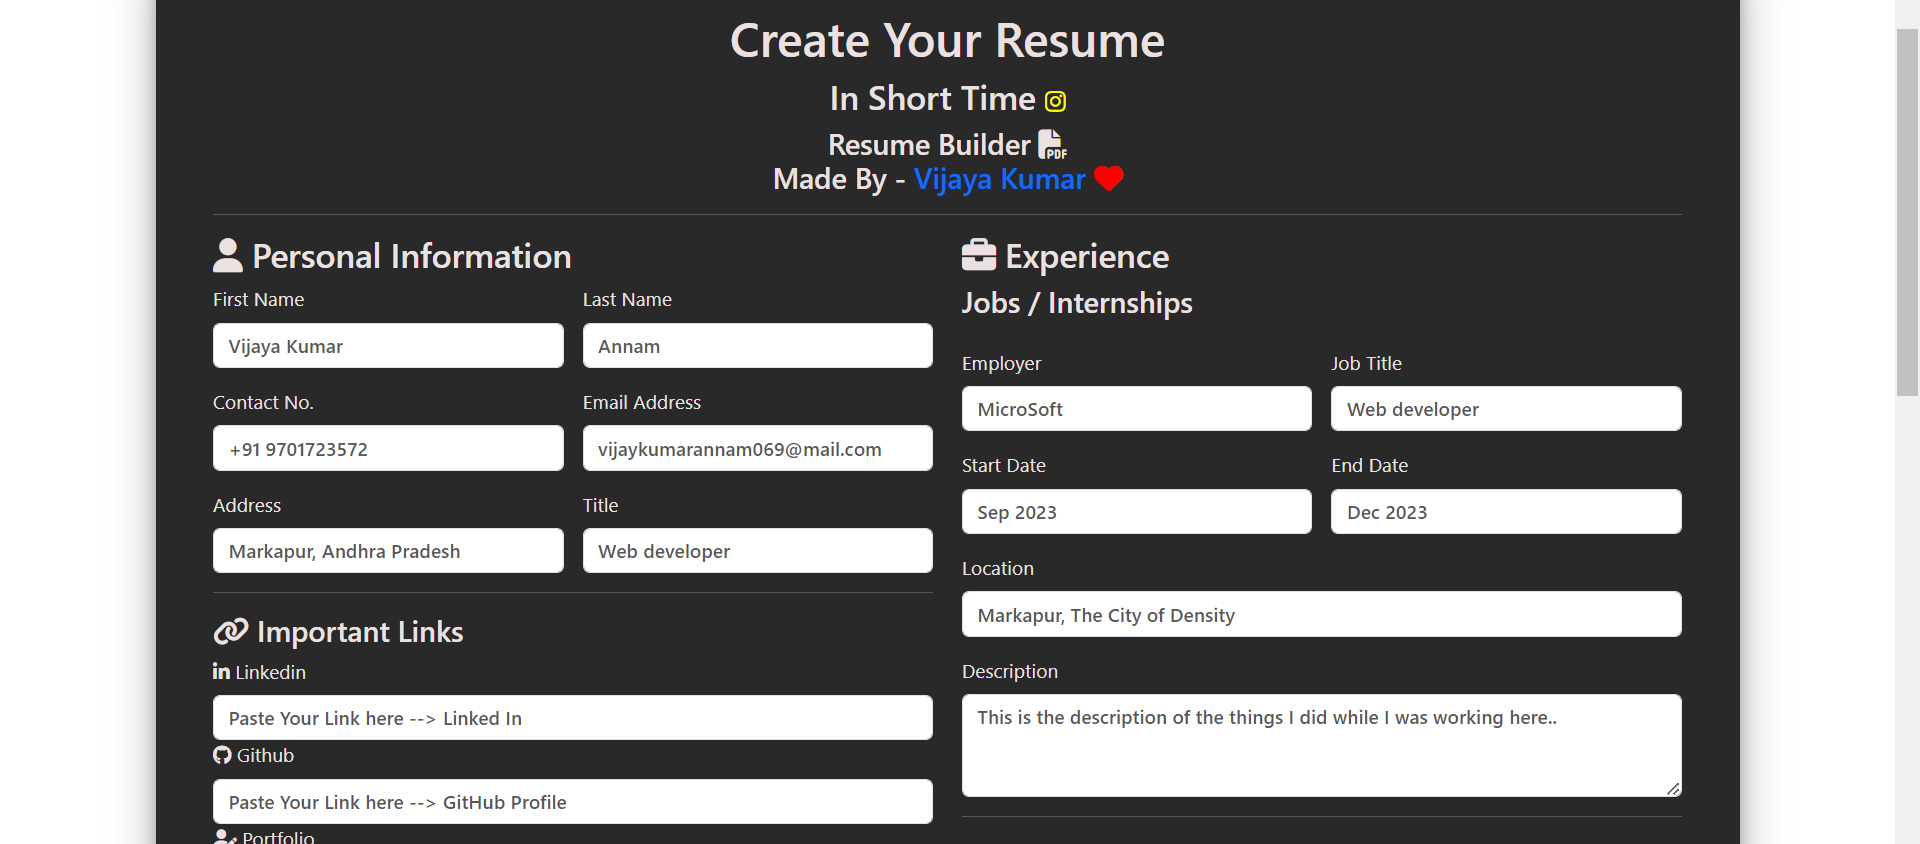 Create Your Resume
In Short Time
Resume Builder PDF
Made By - Vijaya Kumar
Personal Information
First Name
Last Name
Vijaya Kumar
Annam
Contact No.
Email Address
+91 9701723572
vijaykumarannam069@mail.com
Address
Title
Markapur, Andhra Pradesh
Web developer
Important Links
in Linkedin
Paste Your Link here --> Linked In
Github
Paste Your Link here --> GitHub Profile
Portfolio
Experience
Jobs / Internships
Employer
Job Title
MicroSoft
Web developer
Start Date
End Date
Sep 2023
Dec 2023
Location
Markapur, The City of Density
Description
This is the description of the things I did while I was working here..